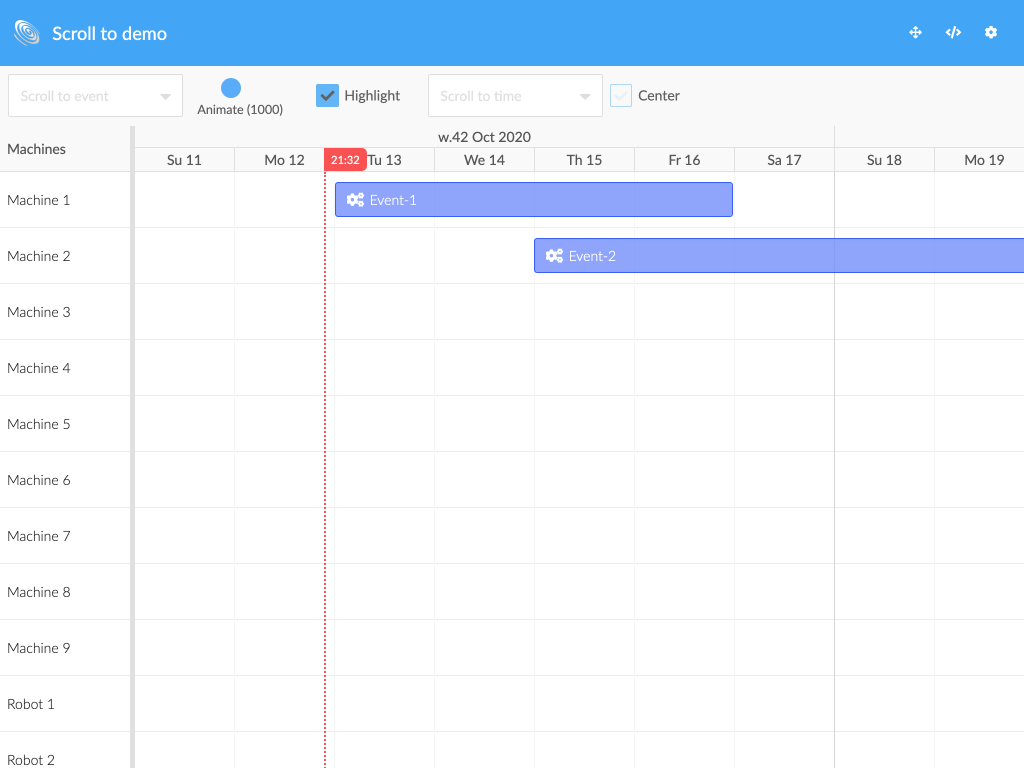 Scroll to demo
Scroll to event
Animate (1000)
Highlight
Scroll to time
Center
Machines
w.42 Oct 2020
Su 11 Mo 12 21:32 Tu 13 We 14 Th 15 Fr 16 Sa 17 Su 18 Mo 19
Machine 1 Event-1
Machine 2 Event-2
Machine 3
Machine 4
Machine 5
Machine 6
Machine 7
Machine 8
Machine 9
Robot 1
Robot 2